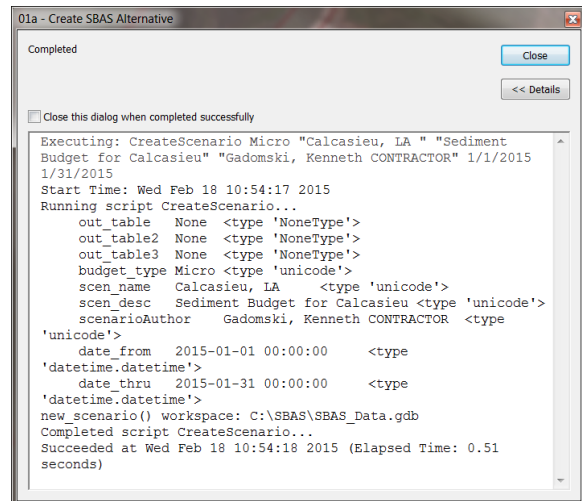 01a - Create SBAS Alternative
Completed
Close
<< Details
Close this dialog when completed successfully
Executing: CreateScenario Micro "Calcasieu, LA " "Sediment
Budget for Calcasieu" "Gadomski, Kenneth CONTRACTOR" 1/1/2015
1/31/2015
Start Time: Wed Feb 18 10:54:17 2015
Running script CreateScenario...
out_table None <type 'NoneType'>
out_table2 None <type 'NoneType'>
out_table3 None <type 'NoneType'>
budget_type Micro <type 'unicode'>
scen_name Calcasieu, LA <type 'unicode'>
scen_desc Sediment Budget for Calcasieu <type 'unicode'>
scenarioAuthor Gadomski, Kenneth CONTRACTOR <type
'unicode'>
date_from 2015-01-01 00:00:00 <type
'datetime.datetime'>
date_thru 2015-01-31 00:00:00 <type
'datetime.datetime'>
new_scenario() workspace: C:\SBAS\SBAS_Data.gdb
Completed script CreateScenario...
Succeeded at Wed Feb 18 10:54:18 2015 (Elapsed Time: 0.51
seconds)